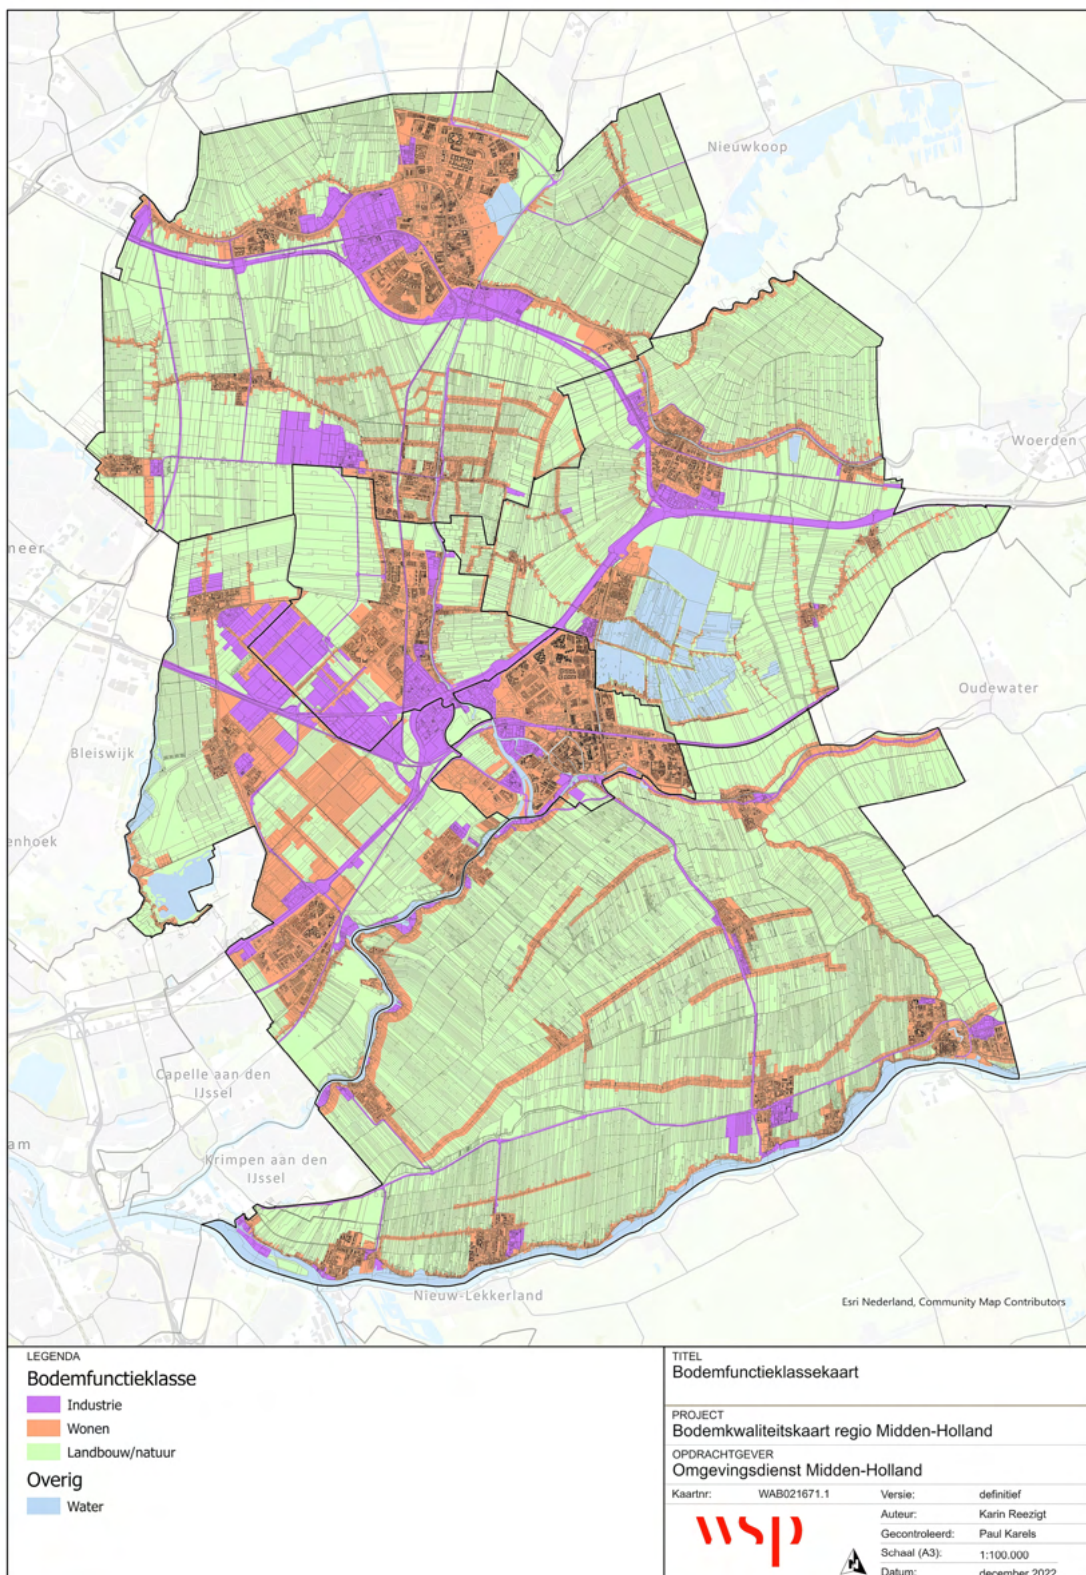 Nieuwkoop
Woerden
neer
Oudewater
Bleiswijk
enhoek
Capelle aan den
IJssel
am
Krimpen aan den
IJssel
Nieuw-Lekkerland
Esri Nederland, Community Map Contributors
LEGENDA
Bodemfunctieklasse
Industrie
Wonen
Landbouw/natuur
Overig
Water
TITEL
Bodemfunctieklassekaart
PROJECT
Bodemkwaliteitskaart regio Midden-Holland
OPDRACHTGEVER
Omgevingsdienst Midden-Holland
Kaartnr: WAB021671.1
Versie: definitief
Auteur: Karin Reezigt
Gecontroleerd: Paul Karels
Schaal (A3): 1:100.000
Datum: december 2022
wsp